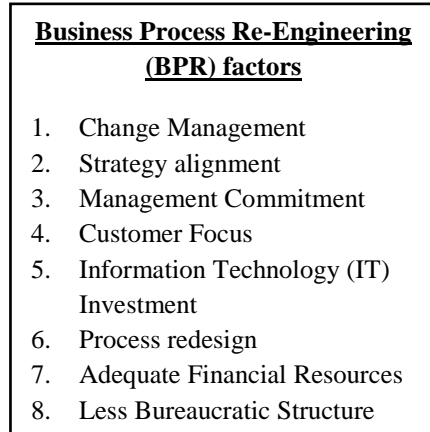 Business Process Re-Engineering
(BPR) factors
1. Change Management
2. Strategy alignment
3. Management Commitment
4. Customer Focus
5. Information Technology (IT)
Investment
6. Process redesign
7. Adequate Financial Resources
8. Less Bureaucratic Structure